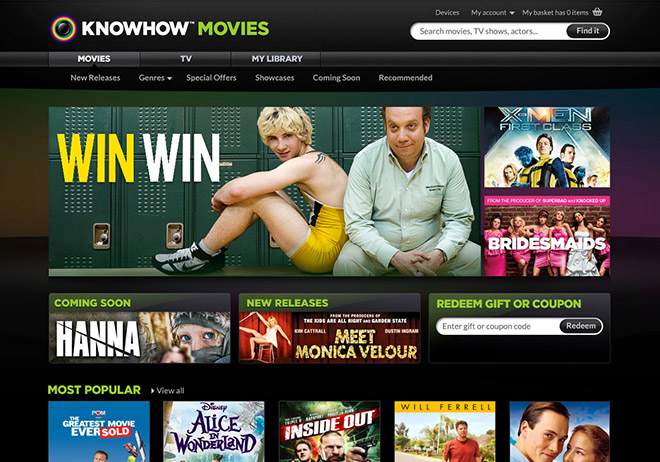 KNOWHOW™ MOVIES
Devices My account My basket has 0 items
Search movies, TV shows, actors... Find it
MOVIES TV MY LIBRARY
New Releases Genres Special Offers Showcases Coming Soon Recommended
WIN WIN
X-MEN
FIRST CLASS
FROM THE PRODUCER OF SUPERBAD AND KNOCKED UP
BRIDESMAIDS
COMING SOON
HANNA
NEW RELEASES
FROM THE PRODUCERS OF
THE KIDS ARE ALL RIGHT AND GARDEN STATE
KIM CATTRALL DUSTIN INGRAM
MEET
MONICA VELOUR
REDEEM GIFT OR COUPON
Enter gift or coupon code Redeem
MOST POPULAR View all
POM
THE
GREATEST MOVIE
EVER SOLD
DISNEY
ALICE
IN
WONDERLAND
INSIDE OUT
WILL FERRELL